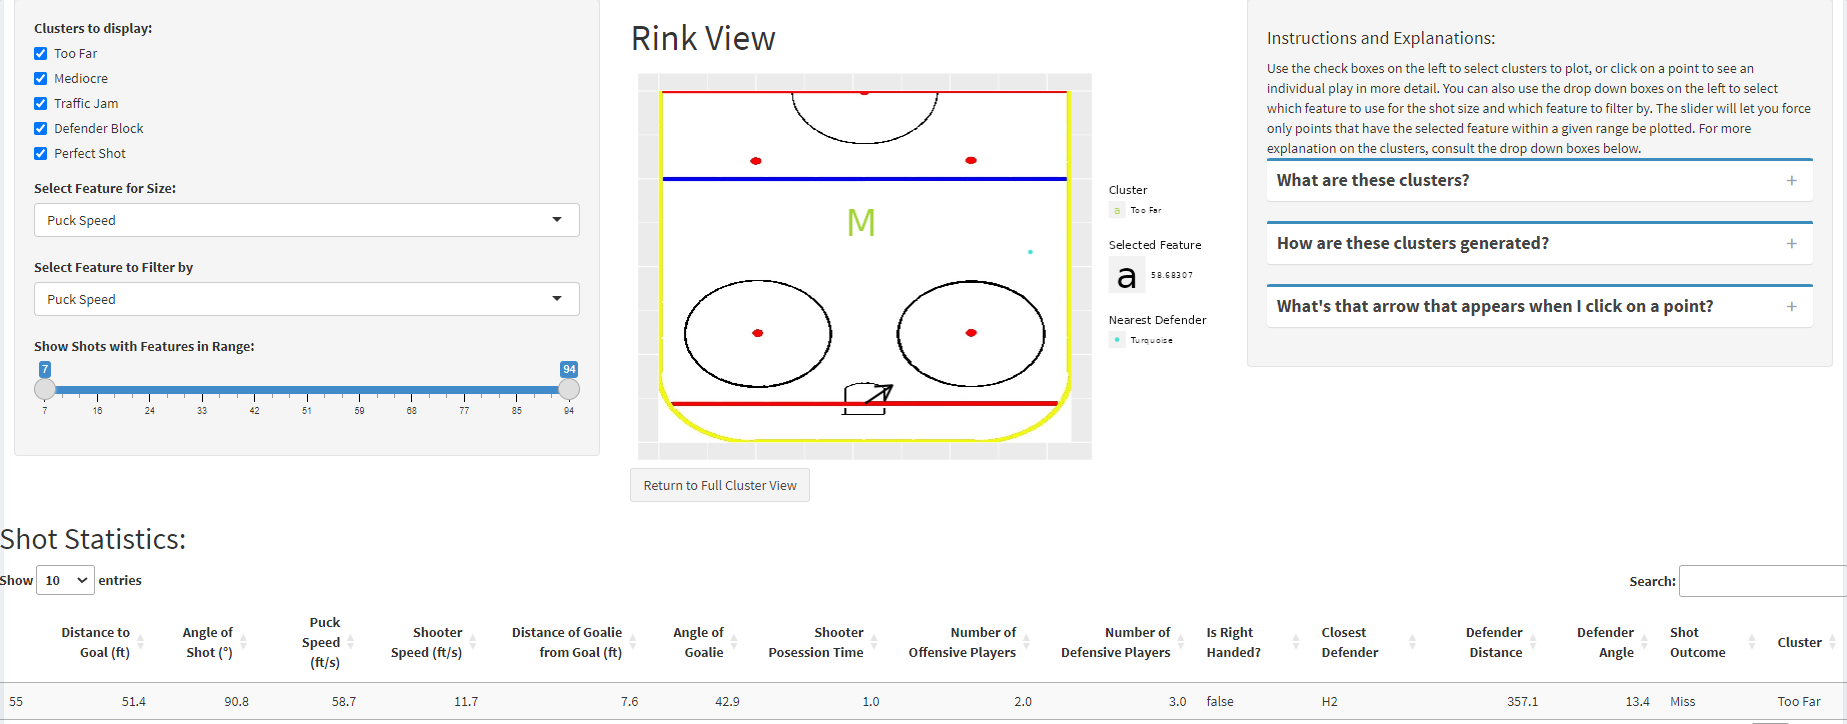 Clusters to display:
Too Far
Mediocre
Traffic Jam
Defender Block
Perfect Shot
Select Feature for Size:
Puck Speed
Select Feature to Filter by
Puck Speed
Show Shots with Features in Range:
7 94
7 16 24 33 42 51 59 68 77 85 94
Rink View
M
Cluster
a Too Far
Selected Feature
a 58.68307
Nearest Defender
Turquoise
Return to Full Cluster View
Instructions and Explanations:
Use the check boxes on the left to select clusters to plot, or click on a point to see an
individual play in more detail. You can also use the drop down boxes on the left to select
which feature to use for the shot size and which feature to filter by. The slider will let you force
only points that have the selected feature within a given range be plotted. For more
explanation on the clusters, consult the drop down boxes below.
What are these clusters? +
How are these clusters generated? +
What's that arrow that appears when I click on a point? +
Shot Statistics:
Show 10 entries
Search:
Distance to Goal (ft) Angle of Shot (°) Puck Speed (ft/s) Shooter Speed (ft/s) Distance of Goalie from Goal (ft) Angle of Goalie Shooter Posession Time Number of Offensive Players Number of Defensive Players Is Right Handed? Closest Defender Defender Distance Defender Angle Shot Outcome Cluster
55 51.4 90.8 58.7 11.7 7.6 42.9 1.0 2.0 3.0 false H2 357.1 13.4 Miss Too Far